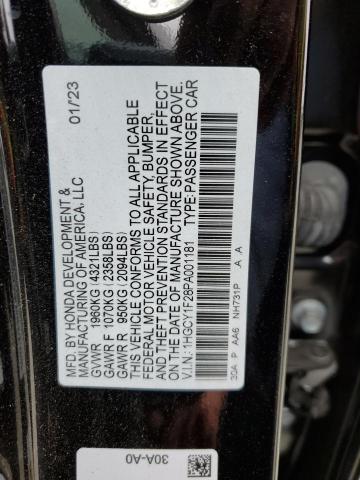 MFD. BY HONDA DEVELOPMENT &
MANUFACTURING OF AMERICA, LLC 01/23
GVWR 1960KG(4321LBS)
GAWR F 1070KG(2358LBS)
GAWR R 950KG(2094LBS)
THIS VEHICLE CONFORMS TO ALL APPLICABLE
FEDERAL MOTOR VEHICLE SAFETY, BUMPER,
AND THEFT PREVENTION STANDARDS IN EFFECT
ON THE DATE OF MANUFACTURE SHOWN ABOVE.
V.I.N.:1HGCY1F28PA001181 TYPE:PASSENGER CAR
30A P AA6 NH731P A A
30A-A0